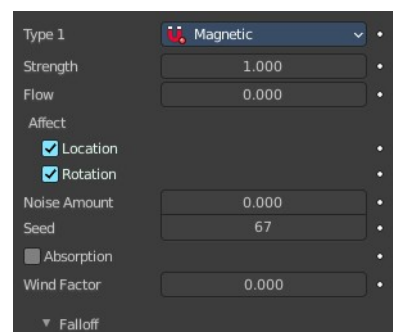 Type 1 Magnetic
Strength 1.000
Flow 0.000
Affect
Location
Rotation
Noise Amount 0.000
Seed 67
Absorption
Wind Factor 0.000
Falloff